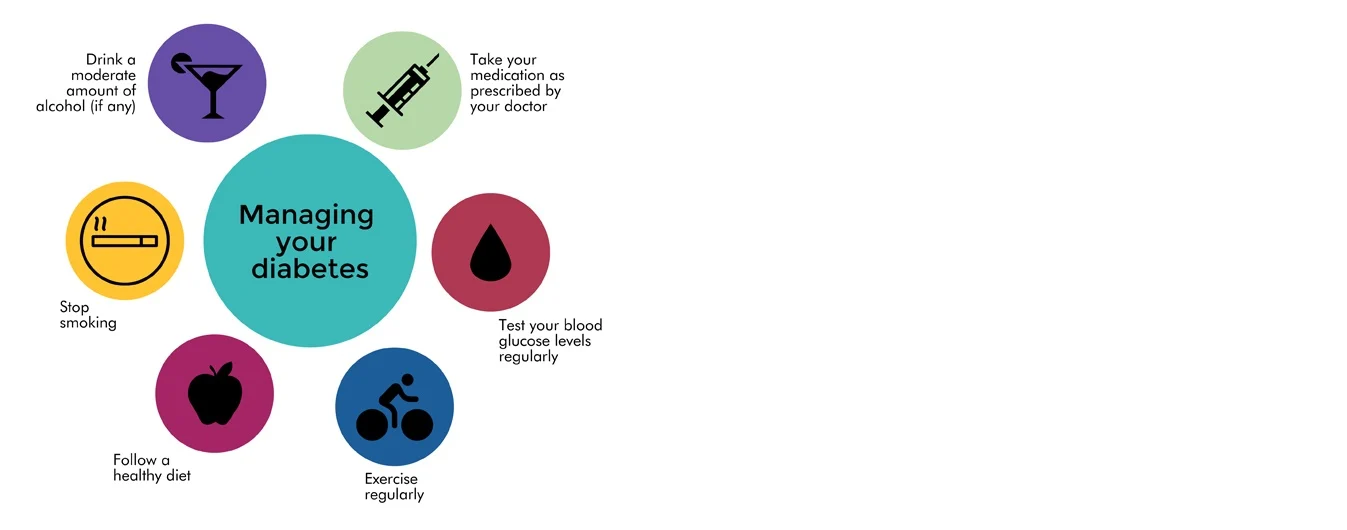 Drink a
moderate
amount of
alcohol (if any)
Take your
medication as
prescribed by
your doctor
Managing
your
diabetes
Stop
smoking
Test your blood
glucose levels
regularly
Follow a
healthy diet
Exercise
regularly